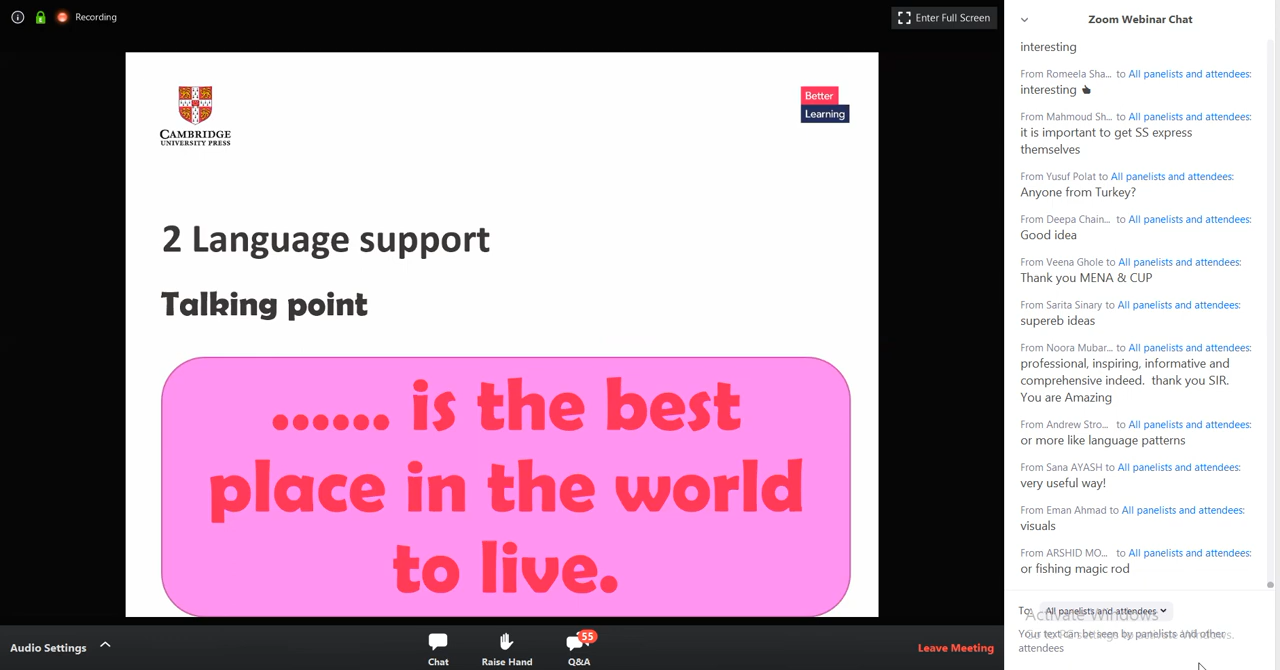 Recording
Enter Full Screen
CAMBRIDGE
UNIVERSITY PRESS
Better
Learning
2 Language support
Talking point
...... is the best
place in the world
to live.
Audio Settings
Chat
Raise Hand
55
Q&A
Leave Meeting
Zoom Webinar Chat
interesting
From Romeela Sha... to All panelists and attendees:
interesting
From Mahmoud Sh... to All panelists and attendees:
it is important to get SS express
themselves
From Yusuf Polat to All panelists and attendees:
Anyone from Turkey?
From Deepa Chain... to All panelists and attendees:
Good idea
From Veena Ghole to All panelists and attendees:
Thank you MENA & CUP
From Sarita Sinary to All panelists and attendees:
supereb ideas
From Noora Mubar... to All panelists and attendees:
professional, inspiring, informative and
comprehensive indeed. thank you SIR.
You are Amazing
From Andrew Stro... to All panelists and attendees:
or more like language patterns
From Sana AYASH to All panelists and attendees:
very useful way!
From Eman Ahmad to All panelists and attendees:
visuals
From ARSHID MO... to All panelists and attendees:
or fishing magic rod
To: All panelists and attendees
Activate Windows
Your text can be seen by panelists and other
attendees